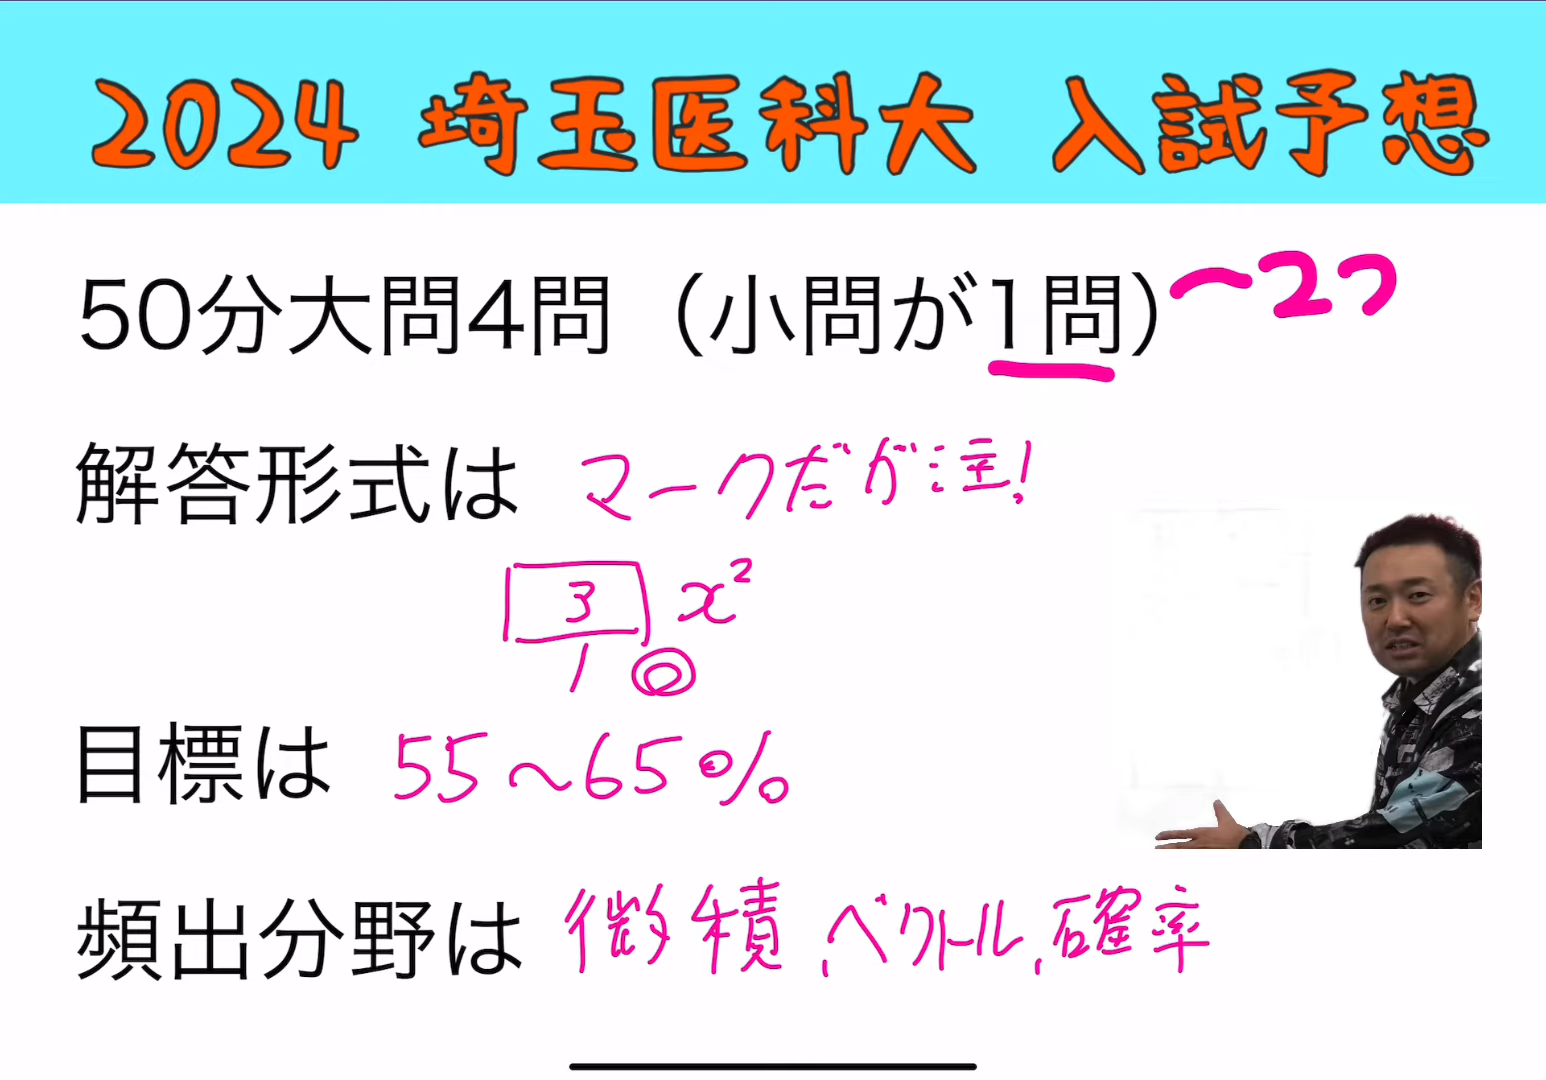 2024 埼玉医科大 入試予想
50分大問4問（小問が1問）〜2つ
解答形式は マークだが注!
3 x²
1 0
目標は 55〜65%
頻出分野は 微積、ベクトル、確率